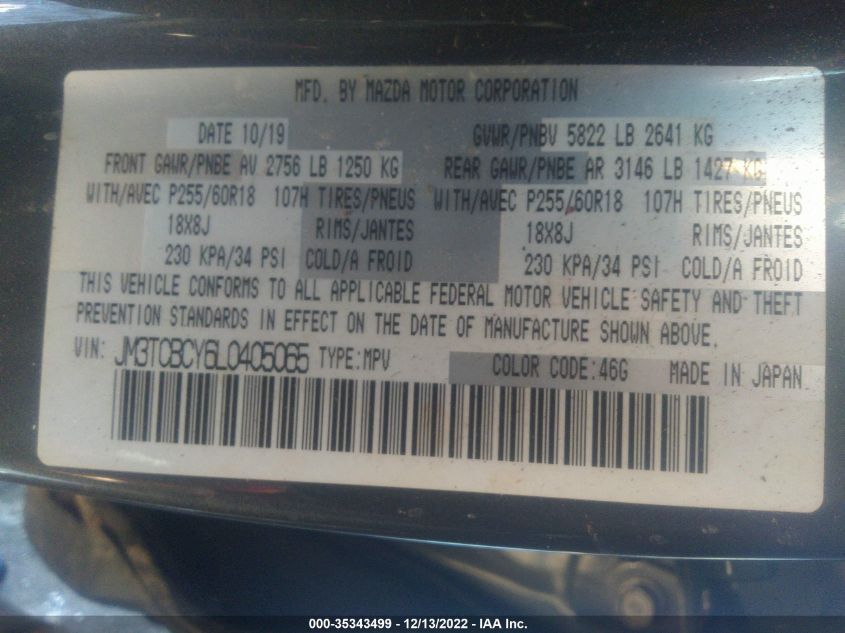 MFD. BY MAZDA MOTOR CORPORATION
DATE 10/19 GVWR/PNBV 5822 LB 2641 KG
FRONT GAWR/PNBE AV 2756 LB 1250 KG REAR GAWR/PNBE AR 3146 LB 1427 KG
WITH/AVEC P255/60R18 107H TIRES/PNEUS WITH/AVEC P255/60R18 107H TIRES/PNEUS
18X8J RIMS/JANTES 18X8J RIMS/JANTES
230 KPA/34 PSI COLD/A FROID 230 KPA/34 PSI COLD/A FROID
THIS VEHICLE CONFORMS TO ALL APPLICABLE FEDERAL MOTOR VEHICLE SAFETY AND THEFT
PREVENTION STANDARDS IN EFFECT ON THE DATE OF MANUFACTURE SHOWN ABOVE.
VIN: JM3TCBCY6L0405065 TYPE:MPV COLOR CODE:46G MADE IN JAPAN
000-35343499 - 12/13/2022 - IAA Inc.